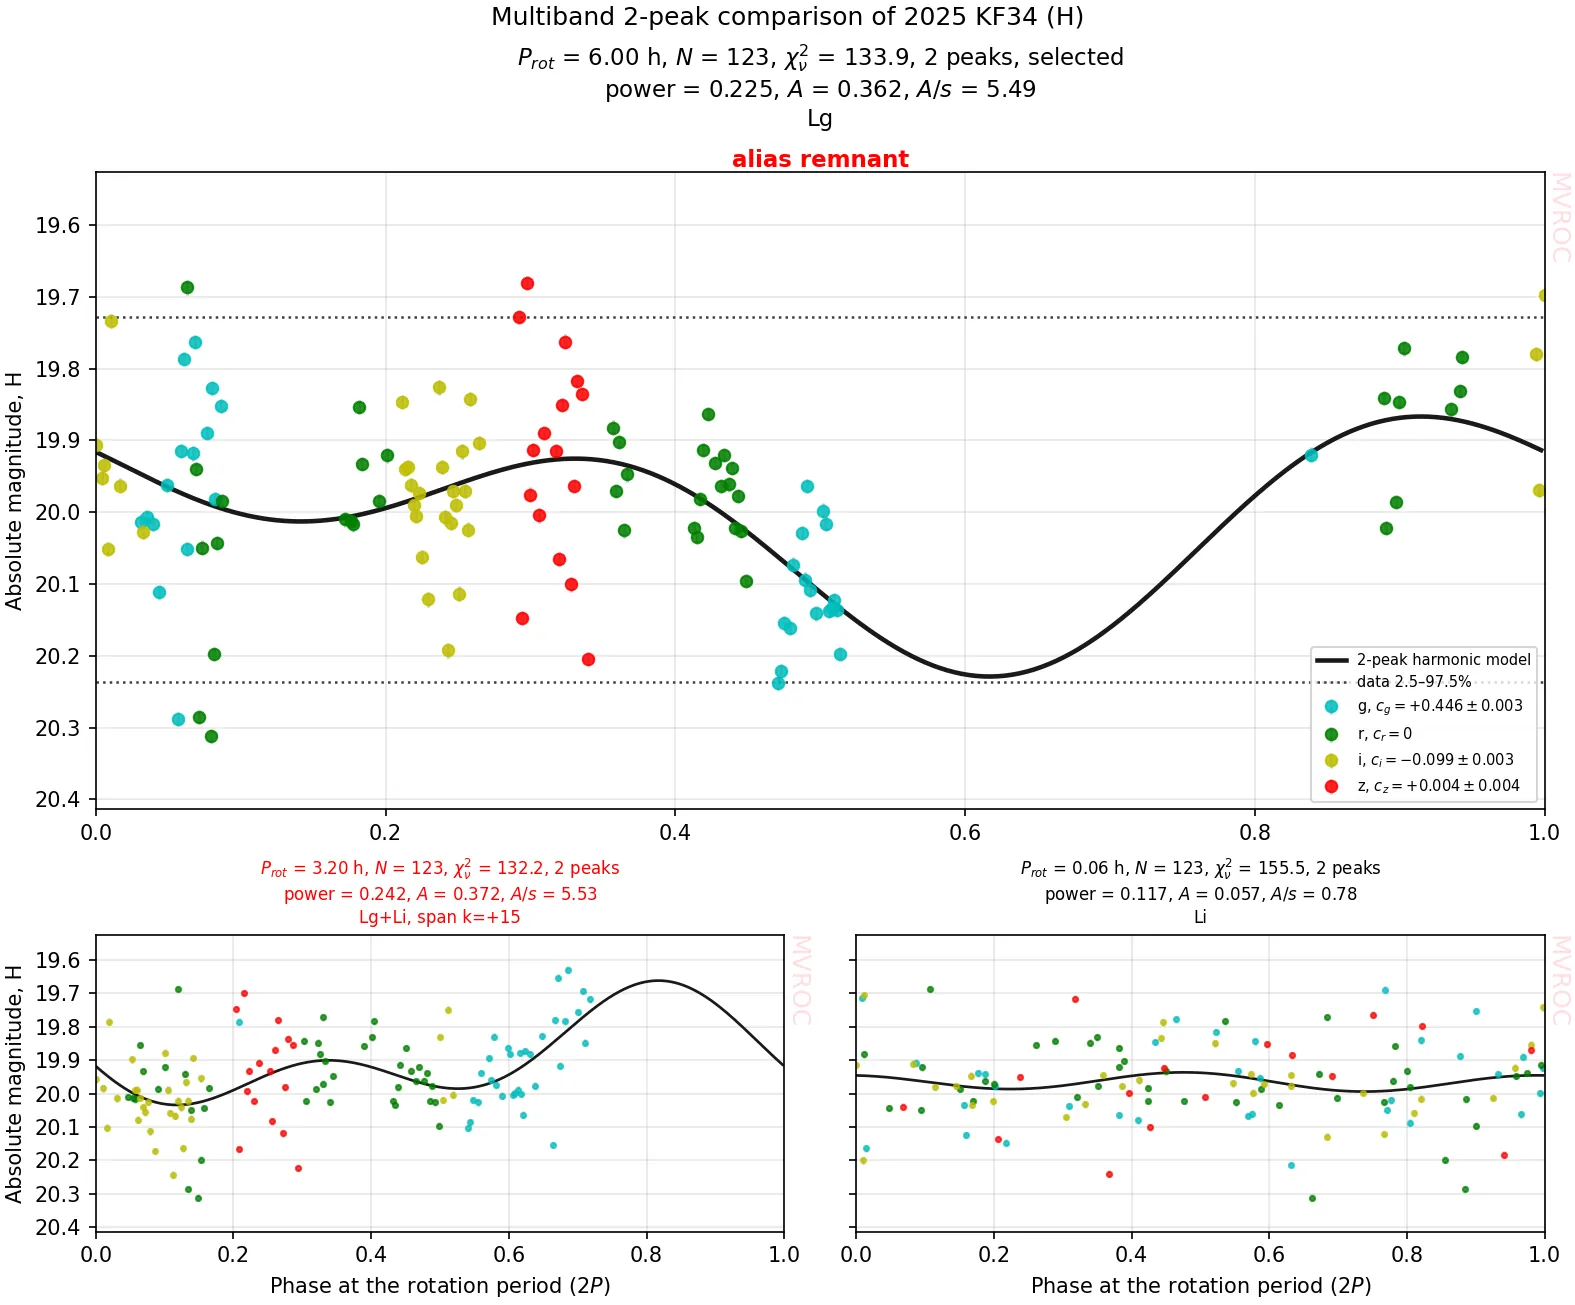 Multiband 2-peak comparison of 2025 KF34 (H)
P_rot = 6.00 h, N = 123, χ²_ν = 133.9, 2 peaks, selected
power = 0.225, A = 0.362, A/s = 5.49
Lg
alias remnant
MVROC
Absolute magnitude, H
19.6
19.7
19.8
19.9
20.0
20.1
20.2
20.3
20.4
2-peak harmonic model
data 2.5–97.5%
g, c_g = +0.446 ± 0.003
r, c_r = 0
i, c_i = −0.099 ± 0.003
z, c_z = +0.004 ± 0.004
0.0 0.2 0.4 0.6 0.8 1.0
P_rot = 3.20 h, N = 123, χ²_ν = 132.2, 2 peaks
power = 0.242, A = 0.372, A/s = 5.53
Lg+Li, span k=+15
MVROC
Absolute magnitude, H
19.6
19.7
19.8
19.9
20.0
20.1
20.2
20.3
20.4
0.0 0.2 0.4 0.6 0.8 1.0
Phase at the rotation period (2P)
P_rot = 0.06 h, N = 123, χ²_ν = 155.5, 2 peaks
power = 0.117, A = 0.057, A/s = 0.78
Li
MVROC
0.0 0.2 0.4 0.6 0.8 1.0
Phase at the rotation period (2P)